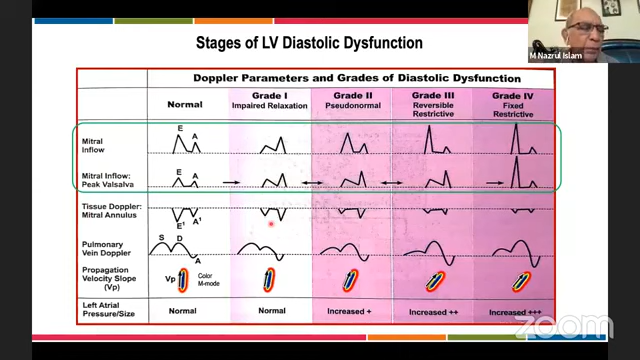 Stages of LV Diastolic Dysfunction
M Nazrul Islam
Doppler Parameters and Grades of Diastolic Dysfunction
Normal
Grade I
Impaired Relaxation
Grade II
Pseudonormal
Grade III
Reversible
Restrictive
Grade IV
Fixed
Restrictive
Mitral
Inflow
E
A
Mitral Inflow:
Peak Valsalva
E
A
Tissue Doppler:
Mitral Annulus
E¹
A¹
Pulmonary
Vein Doppler
S
D
A
Propagation
Velocity Slope
(Vp)
Vp
Color
M-mode
Left Atrial
Pressure/Size
Normal
Normal
Increased +
Increased ++
Increased +++
zoom